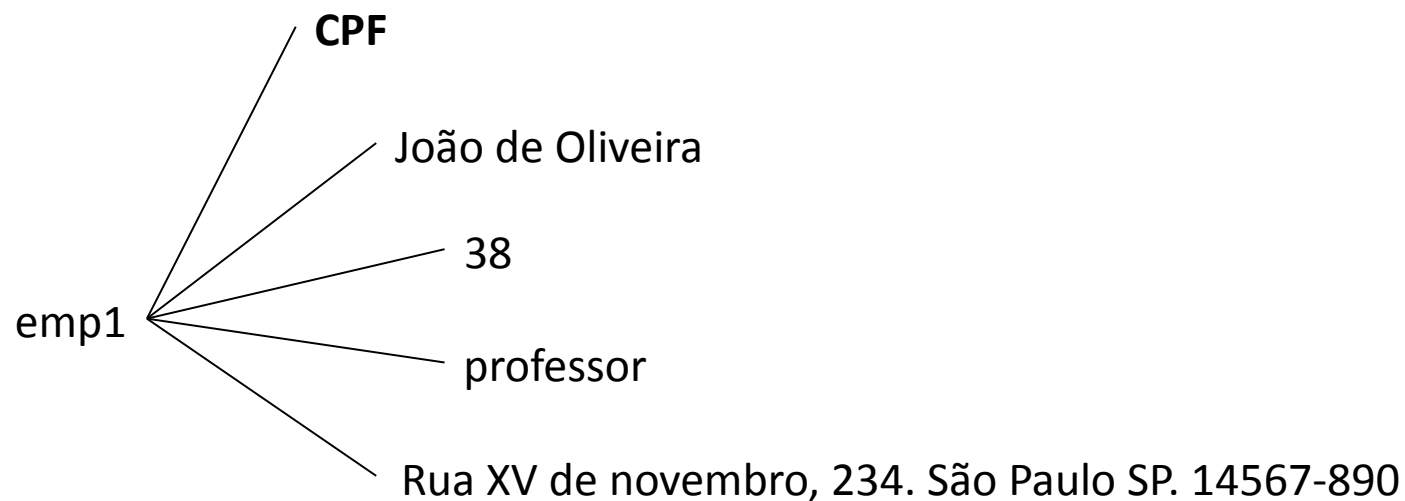 CPF
João de Oliveira
38
emp1
professor
Rua XV de novembro, 234. São Paulo SP. 14567-890